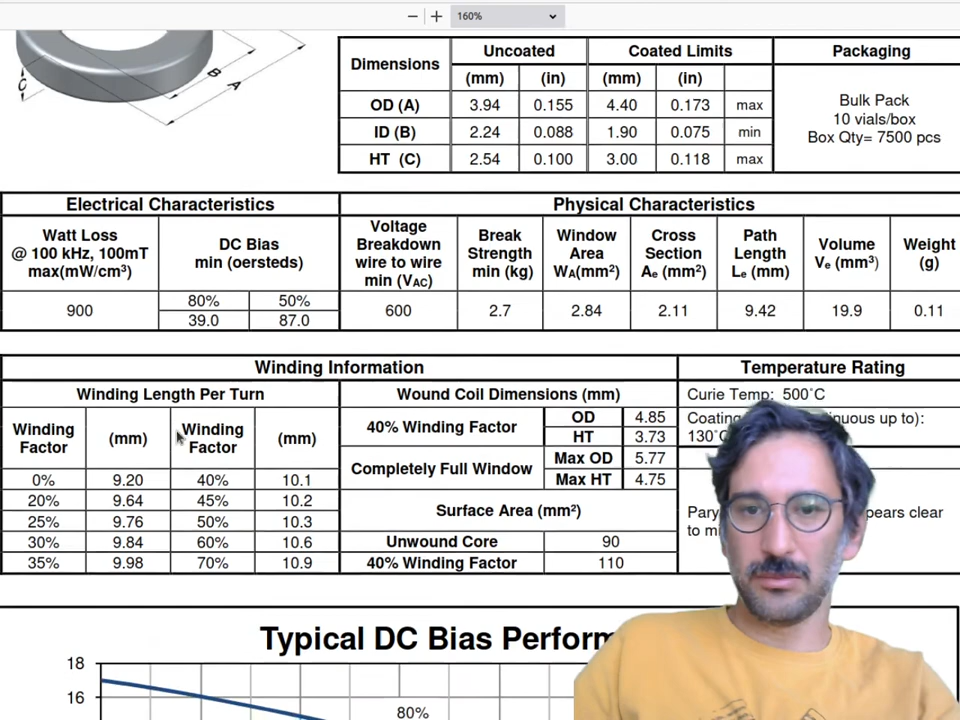 160%
C
B
A
Dimensions Uncoated Coated Limits Packaging
(mm) (in) (mm) (in)
OD (A) 3.94 0.155 4.40 0.173 max
ID (B) 2.24 0.088 1.90 0.075 min
HT (C) 2.54 0.100 3.00 0.118 max
Bulk Pack
10 vials/box
Box Qty= 7500 pcs
Electrical Characteristics
Watt Loss
@ 100 kHz, 100mT
max(mW/cm³)
DC Bias
min (oersteds)
900
80% 50%
39.0 87.0
Physical Characteristics
Voltage
Breakdown
wire to wire
min (VAC)
Break
Strength
min (kg)
Window
Area
WA(mm²)
Cross
Section
Ae (mm²)
Path
Length
Le (mm)
Volume
Ve (mm³)
Weight
(g)
600 2.7 2.84 2.11 9.42 19.9 0.11
Winding Information
Winding Length Per Turn
Winding
Factor
(mm)
Winding
Factor
(mm)
0% 9.20 40% 10.1
20% 9.64 45% 10.2
25% 9.76 50% 10.3
30% 9.84 60% 10.6
35% 9.98 70% 10.9
Wound Coil Dimensions (mm)
40% Winding Factor
OD 4.85
HT 3.73
Completely Full Window
Max OD 5.77
Max HT 4.75
Surface Area (mm²)
Unwound Core 90
40% Winding Factor 110
Temperature Rating
Curie Temp: 500˚C
Coating up to):
130˚C
clear
to
Typical DC Bias
18
16
80%